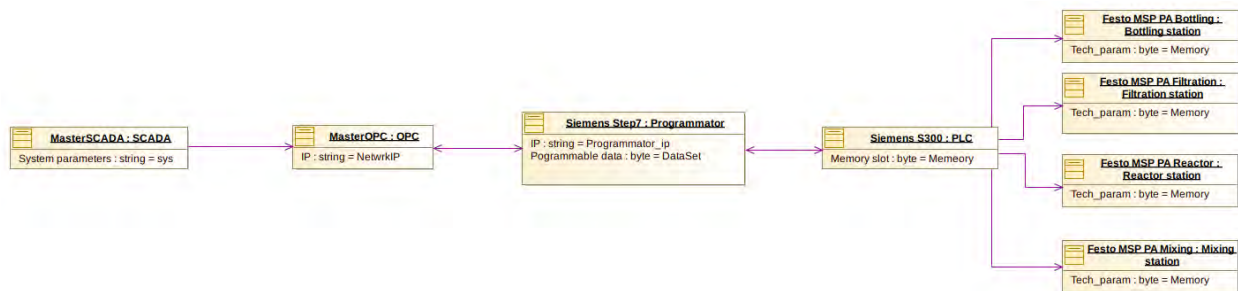 MasterSCADA : SCADA
System parameters : string = sys
MasterOPC : OPC
IP : string = NetwrkIP
Siemens Step7 : Programmator
IP : string = Programmator_ip
Pogrammable data : byte = DataSet
Siemens S300 : PLC
Memory slot : byte = Memeory
Festo MSP PA Bottling :
Bottling station
Tech_param : byte = Memory
Festo MSP PA Filtration :
Filtration station
Tech_param : byte = Memory
Festo MSP PA Reactor :
Reactor station
Tech_param : byte = Memory
Festo MSP PA Mixing : Mixing
station
Tech_param : byte = Memory